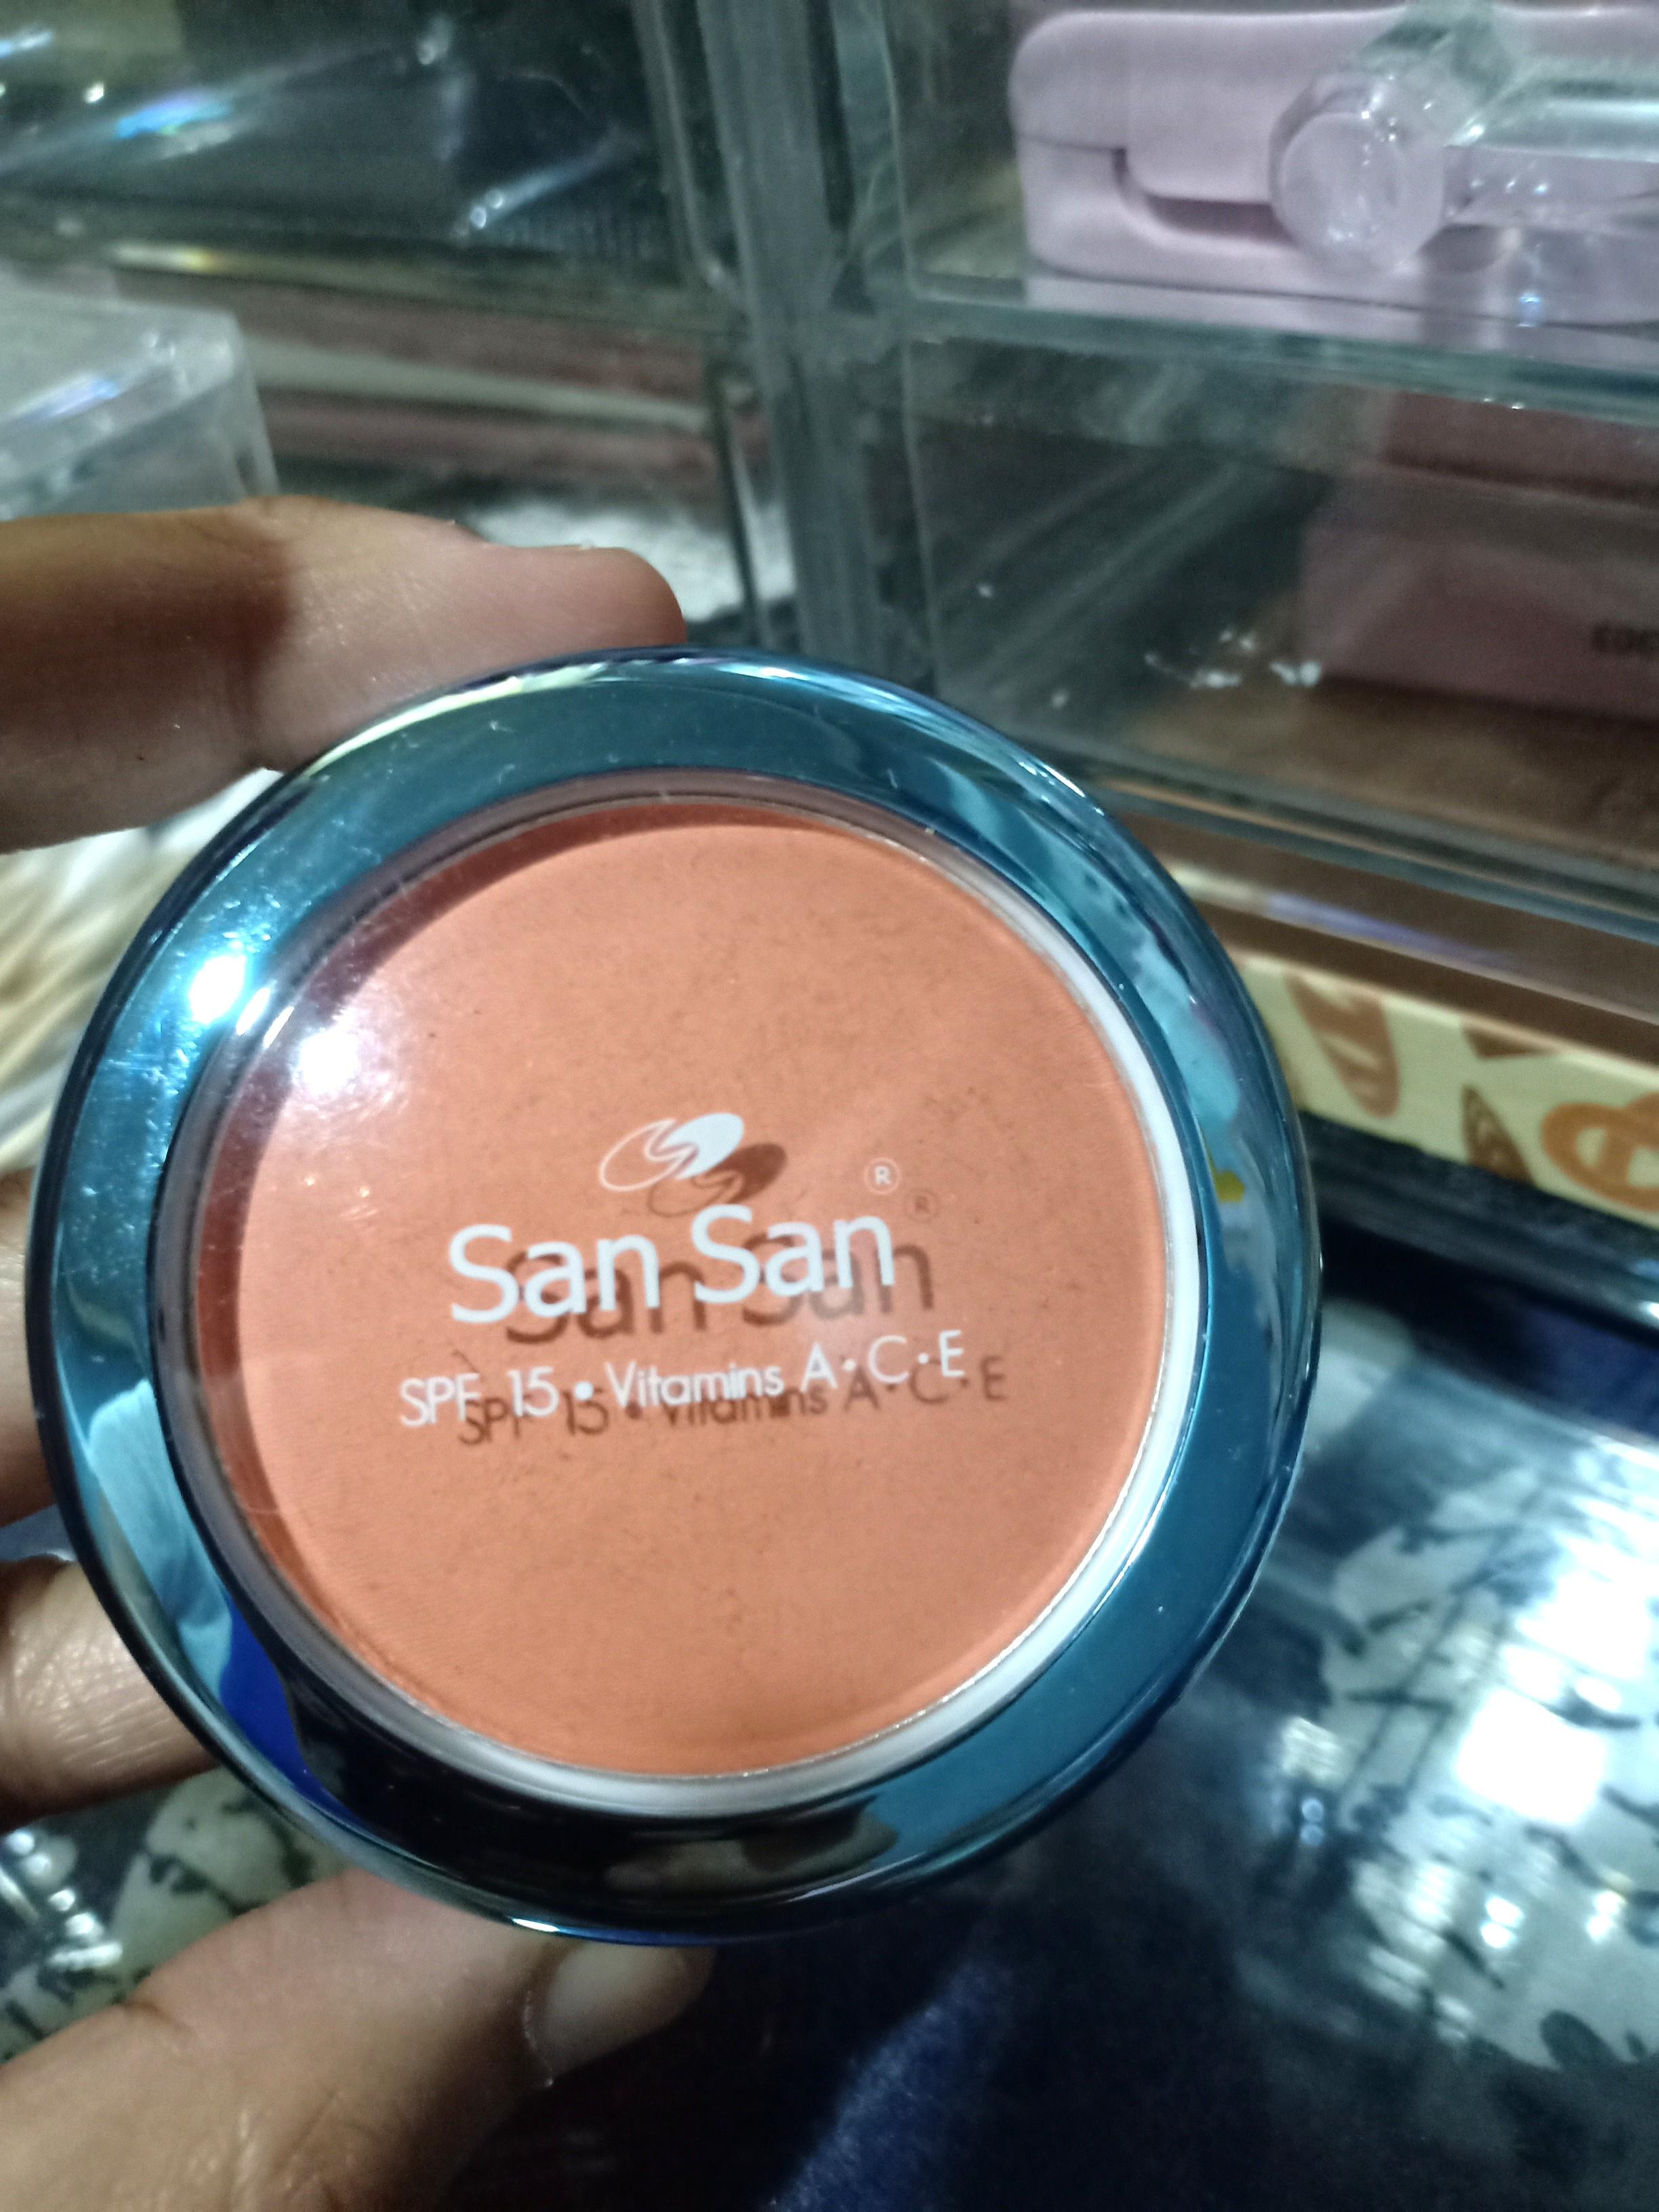 San San ®
SPF 15 • Vitamins A•C•E